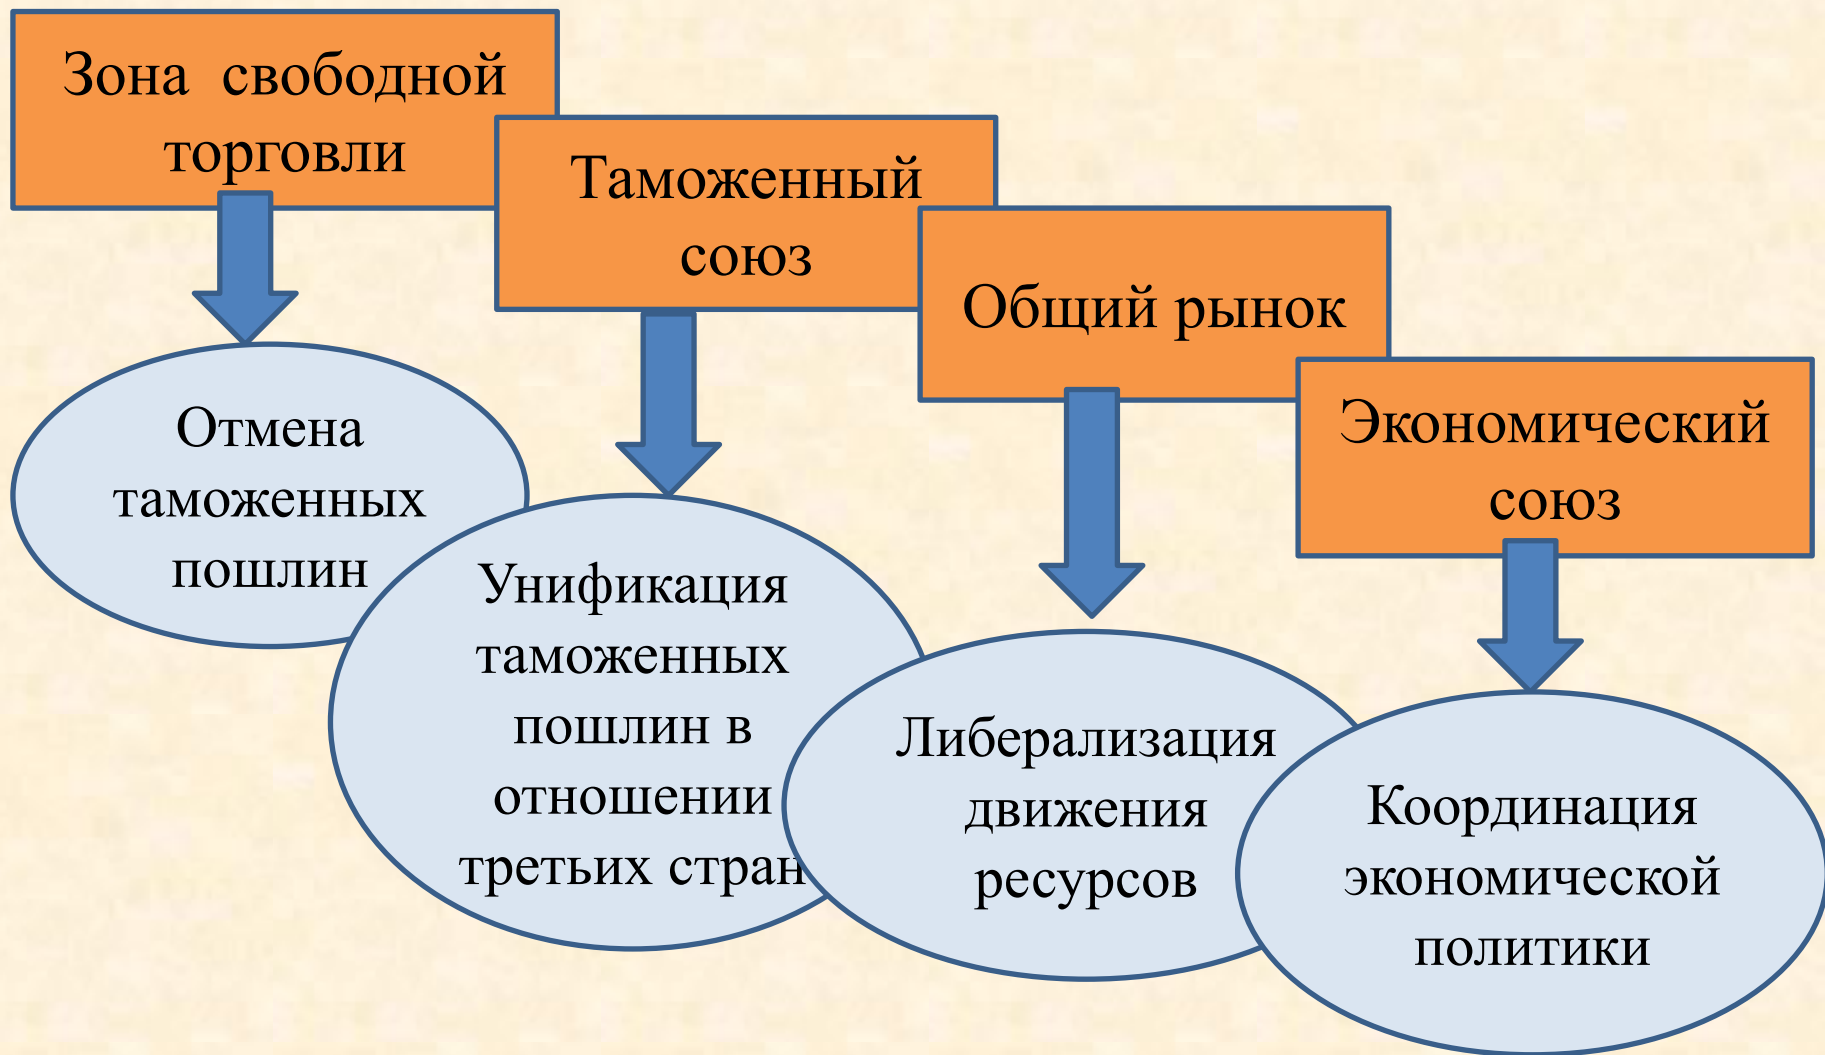 Зона свободной
торговли
Таможенный
союз
Общий рынок
Экономический
союз
Отмена
таможенных
пошлин
Унификация
таможенных
пошлин в
отношении
третьих стран
Либерализация
движения
ресурсов
Координация
экономической
политики